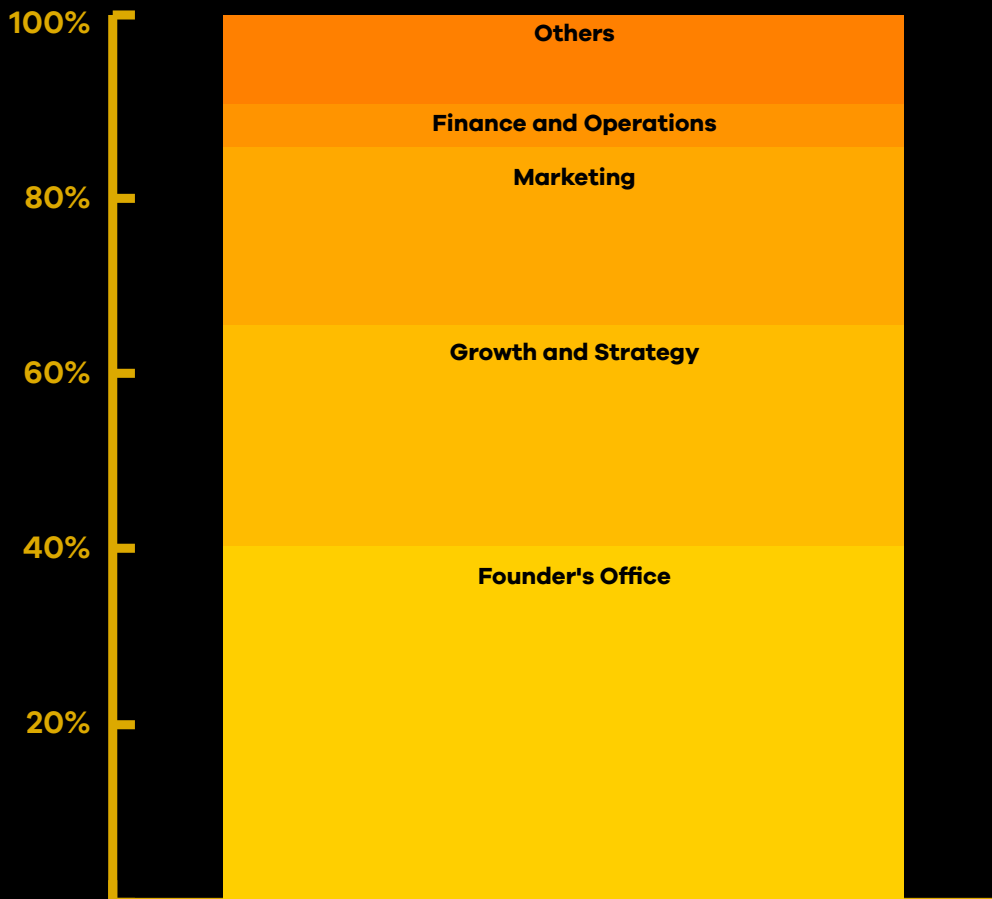 100%
Others
Finance and Operations
Marketing
80%
Growth and Strategy
60%
40%
Founder's Office
20%